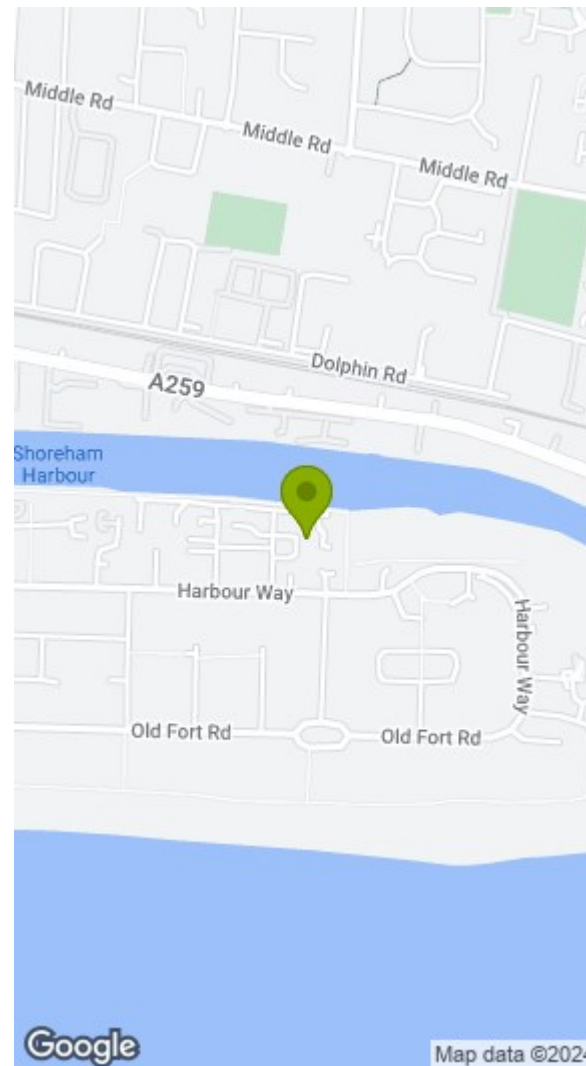 Middle Rd
Middle Rd
Middle Rd
Dolphin Rd
A259
Shoreham
Harbour
Harbour Way
Harbour Way
Old Fort Rd
Old Fort Rd
Google
Map data ©2024